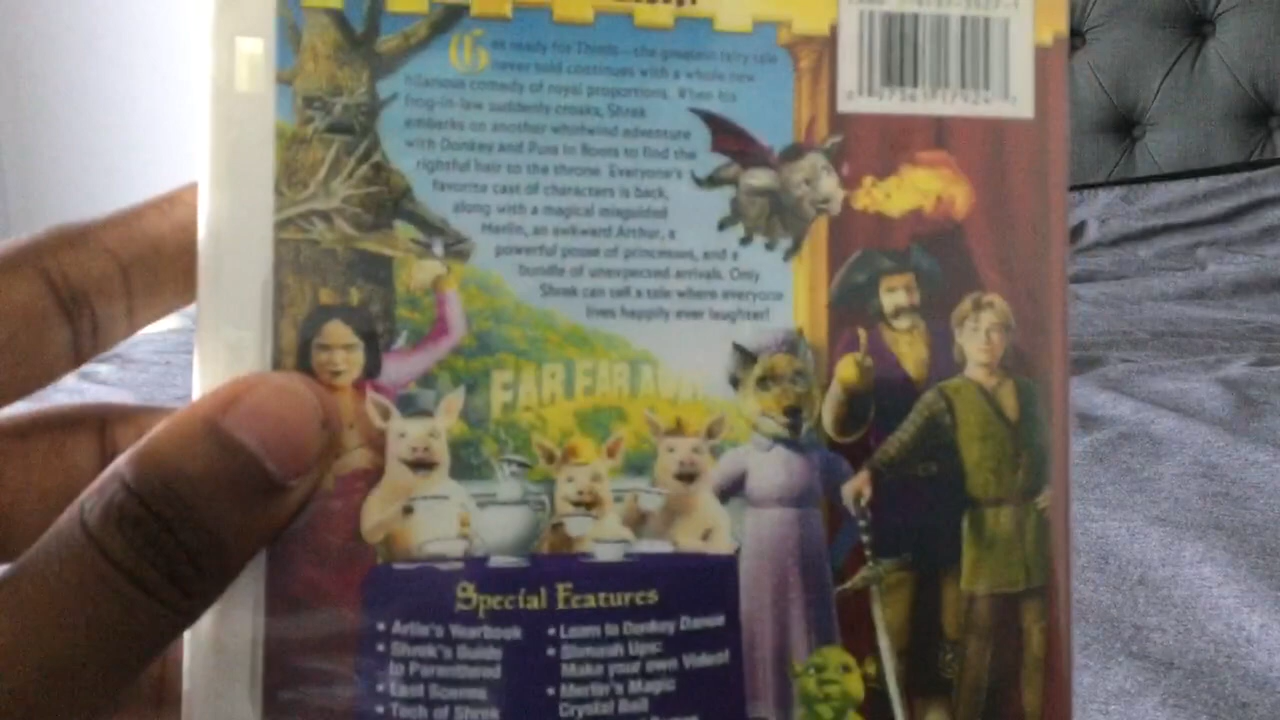 Get ready for Thirds—the greatest fairy tale
never told continues with a whole new
hilarious comedy of royal proportions. When his
frog-in-law suddenly croaks, Shrek
embarks on another whirlwind adventure
with Donkey and Puss In Boots to find the
rightful heir to the throne. Everyone's
favorite cast of characters is back,
along with a magical misguided
Merlin, an awkward Arthur, a
powerful posse of princesses, and a
bundle of unexpected arrivals. Only
Shrek can tell a tale where everyone
lives happily ever laughter!
FAR FAR AWAY
Special Features
• Artie's Yearbook
• Shrek's Guide
to Parenthood
• Lost Scenes
• Tech of Shrek
• Learn to Donkey Dance
• Shmash Ups:
Make your own Video!
• Merlin's Magic
Crystal Ball